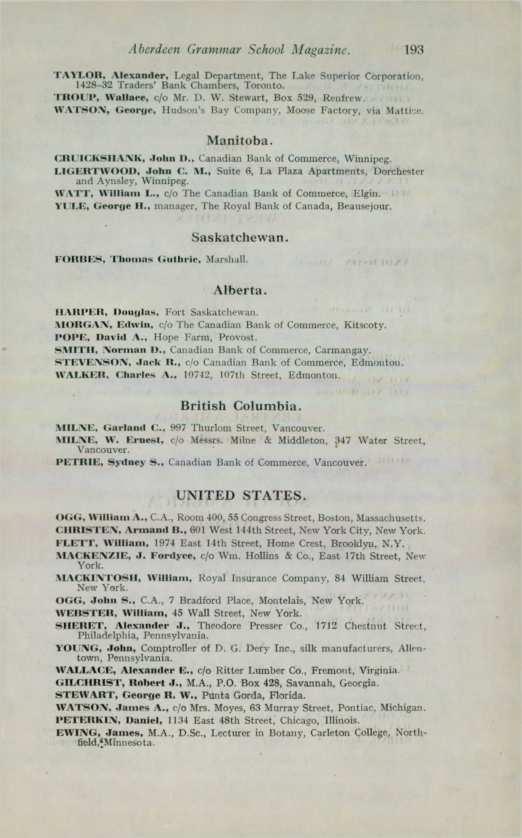 Aberdeen Grammar School Magazine. 193
TAYLOR, Alexander, Legal Department, The Lake Superior Corporation,
1428-32 Traders' Bank Chambers, Toronto.
TROUP, Wallace, c/o Mr. D. W. Stewart, Box 529, Renfrew.
WATSON, George, Hudson's Bay Company, Moose Factory, via Mattice.
Manitoba.
CRUICKSHANK, John D., Canadian Bank of Commerce, Winnipeg.
LIGERTWOOD, John C. M., Suite 6, La Plaza Apartments, Dorchester
and Aynsley, Winnipeg.
WATT, William L., c/o The Canadian Bank of Commerce, Elgin.
YULE, George H., manager, The Royal Bank of Canada, Beausejour.
Saskatchewan.
FORBES, Thomas Guthrie, Marshall.
Alberta.
HARPER, Douglas, Fort Saskatchewan.
MORGAN, Edwin, c/o The Canadian Bank of Commerce, Kitscoty.
POPE, David A., Hope Farm, Provost.
SMITH, Norman D., Canadian Bank of Commerce, Carmangay.
STEVENSON, Jack R., c/o Canadian Bank of Commerce, Edmonton.
WALKER, Charles A., 10742, 107th Street, Edmonton.
British Columbia.
MILNE, Garland C., 997 Thurlom Street, Vancouver.
MILNE, W. Ernest, c/o Messrs. Milne & Middleton, 347 Water Street,
Vancouver.
PETRIE, Sydney S., Canadian Bank of Commerce, Vancouver.
UNITED STATES.
OGG, William A., C.A., Room 400, 55 Congress Street, Boston, Massachusetts.
CHRISTEN, Armand B., 601 West 144th Street, New York City, New York.
FLETT, William, 1974 East 14th Street, Home Crest, Brooklyn, N.Y.
MACKENZIE, J. Fordyce, c/o Wm. Hollins & Co., East 17th Street, New
York.
MACKINTOSH, William, Royal Insurance Company, 84 William Street,
New York.
OGG, John S., C.A., 7 Bradford Place, Montelais, New York.
WEBSTER, William, 45 Wall Street, New York.
SHERET, Alexander J., Theodore Presser Co., 1712 Chestnut Street,
Philadelphia, Pennsylvania.
YOUNG, John, Comptroller of D. G. Dery Inc., silk manufacturers, Allen-
town, Pennsylvania.
WALLACE, Alexander E., c/o Ritter Lumber Co., Fremont, Virginia.
GILCHRIST, Robert J., M.A., P.O. Box 428, Savannah, Georgia.
STEWART, George R. W., Punta Gorda, Florida.
WATSON, James A., c/o Mrs. Moyes, 63 Murray Street, Pontiac, Michigan.
PETERKIN, Daniel, 1134 East 48th Street, Chicago, Illinois.
EWING, James, M.A., D.Sc., Lecturer in Botany, Carleton College, North-
field, Minnesota.